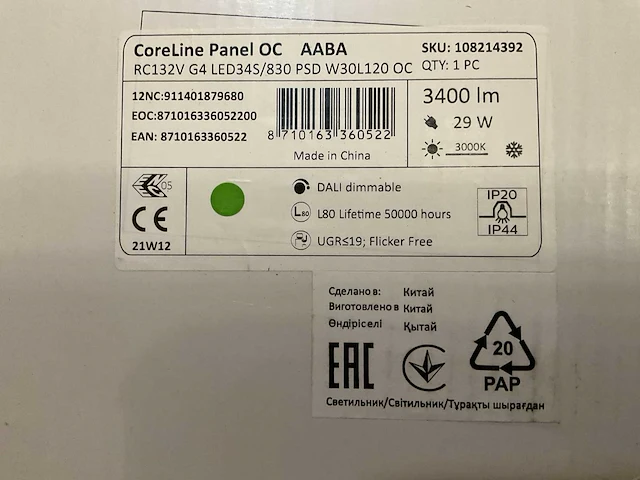 CoreLine Panel OC AABA
SKU: 108214392
RC132V G4 LED34S/830 PSD W30L120 OC
QTY: 1 PC
12NC:911401879680
EOC:871016336052200
EAN: 8710163360522
8 710163 360522
Made in China
3400 lm
29 W
3000K
05
CE
21W12
DALI dimmable
L80
L80 Lifetime 50000 hours
UGR≤19; Flicker Free
IP20
IP44
Сделано в: Китай
Виготовлено в Китай
Өндіріселі Қытай
EAC
20
PAP
Светильник/Світильник/Тұрақты шырағдан